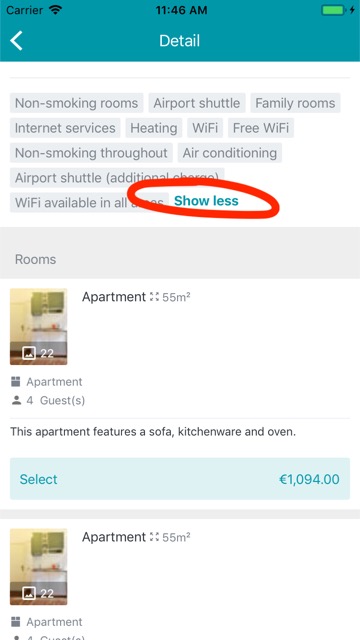 Carrier 11:46 AM
Detail
Non-smoking rooms Airport shuttle Family rooms
Internet services Heating WiFi Free WiFi
Non-smoking throughout Air conditioning
Airport shuttle (additional charge)
WiFi available in all areas Show less
Rooms
Apartment 55m²
22
Apartment
4 Guest(s)
This apartment features a sofa, kitchenware and oven.
Select €1,094.00
Apartment 55m²
22
Apartment
4 Guest(s)